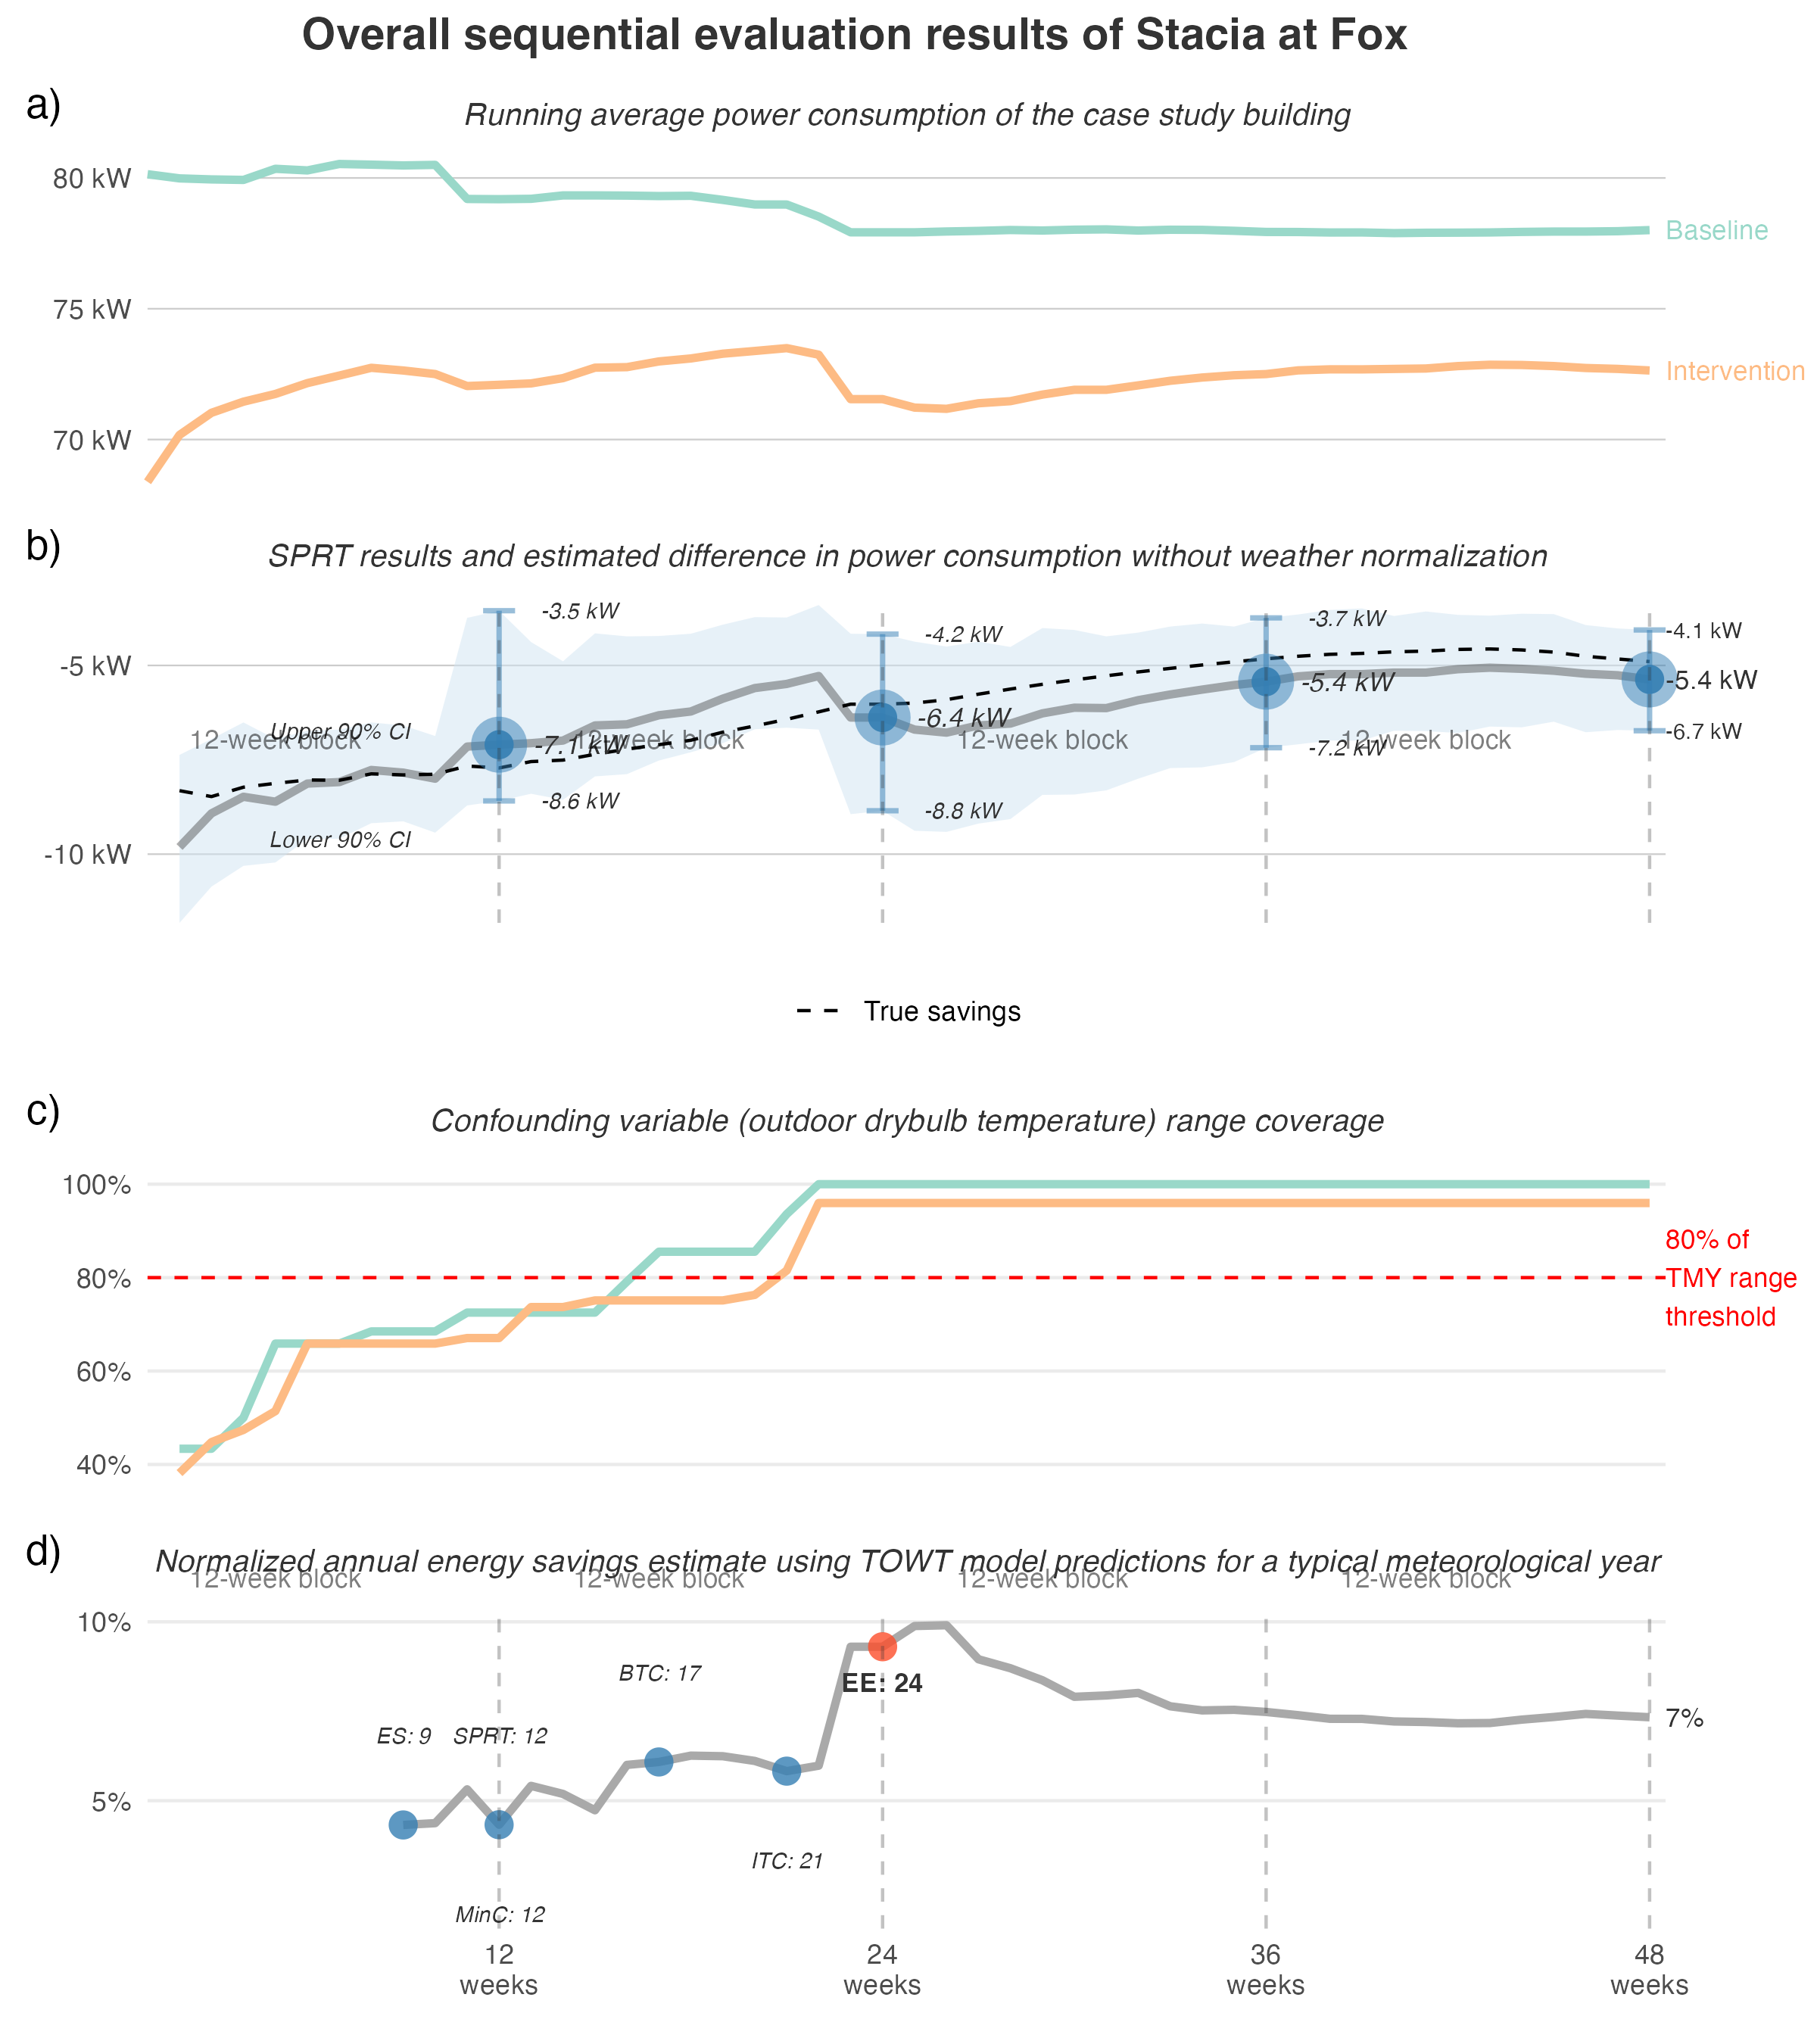 Overall sequential evaluation results of Stacia at Fox
a)
Running average power consumption of the case study building
80 kW
75 kW
70 kW
Baseline
Intervention
b)
SPRT results and estimated difference in power consumption without weather normalization
-5 kW
-10 kW
12-week block
Upper 90% CI
Lower 90% CI
-3.5 kW
-7.1 kW
-8.6 kW
12-week block
-4.2 kW
-6.4 kW
-8.8 kW
12-week block
-3.7 kW
-5.4 kW
-7.2 kW
12-week block
-4.1 kW
-5.4 kW
-6.7 kW
True savings
c)
Confounding variable (outdoor drybulb temperature) range coverage
100%
80%
60%
40%
80% of
TMY range
threshold
d)
Normalized annual energy savings estimate using TOWT model predictions for a typical meteorological year
12-week block
12-week block
12-week block
12-week block
10%
5%
ES: 9
SPRT: 12
MinC: 12
BTC: 17
ITC: 21
EE: 24
7%
12
weeks
24
weeks
36
weeks
48
weeks